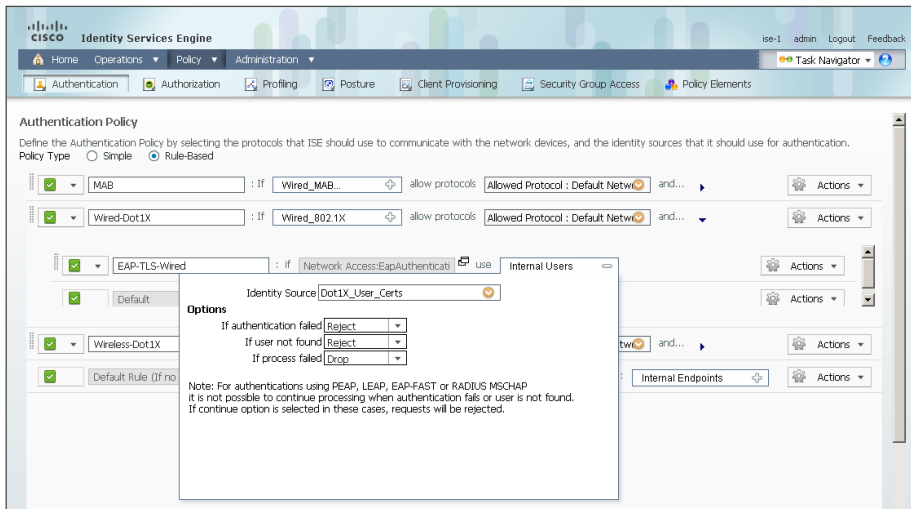 CISCO Identity Services Engine
ise-1 admin Logout Feedback
Home Operations Policy Administration
Task Navigator
Authentication Authorization Profiling Posture Client Provisioning Security Group Access Policy Elements
Authentication Policy
Define the Authentication Policy by selecting the protocols that ISE should use to communicate with the network devices, and the identity sources that it should use for authentication.
Policy Type Simple Rule-Based
MAB : If Wired_MAB... allow protocols Allowed Protocol : Default Netw and... Actions
Wired-Dot1X : If Wired_802.1X allow protocols Allowed Protocol : Default Netw and... Actions
EAP-TLS-Wired : if Network Access:EapAuthenticati use Internal Users Actions
Default Actions
Identity Source Dot1X_User_Certs
Options
If authentication failed Reject
If user not found Reject
If process failed Drop
Note: For authentications using PEAP, LEAP, EAP-FAST or RADIUS MSCHAP
it is not possible to continue processing when authentication fails or user is not found.
If continue option is selected in these cases, requests will be rejected.
Wireless-Dot1X and... Actions
Default Rule (If no : Internal Endpoints Actions